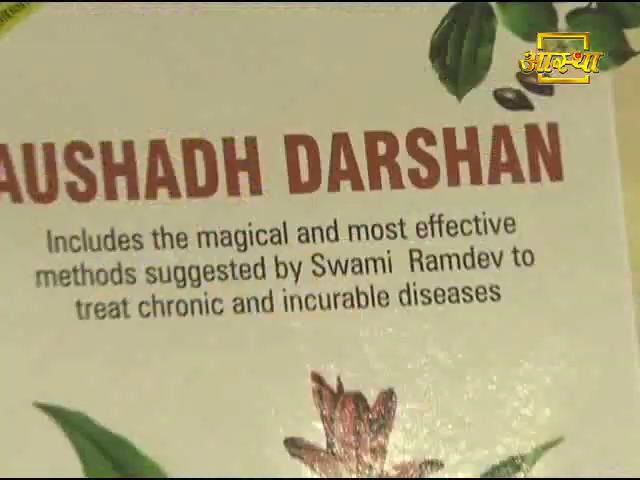 आस्था
AUSHADH DARSHAN
Includes the magical and most effective
methods suggested by Swami Ramdev to
treat chronic and incurable diseases